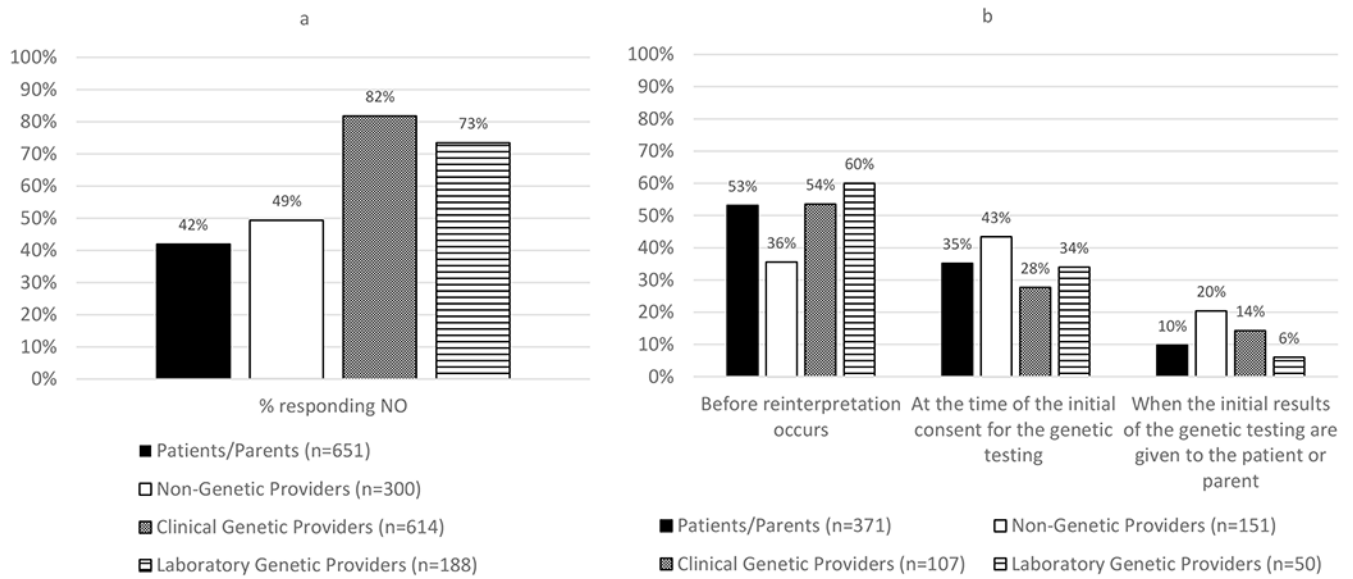 a
100%
90%
80%
70%
60%
50%
40%
30%
20%
10%
0%
42%
49%
82%
73%
% responding NO
Patients/Parents (n=651)
Non-Genetic Providers (n=300)
Clinical Genetic Providers (n=614)
Laboratory Genetic Providers (n=188)
b
100%
90%
80%
70%
60%
50%
40%
30%
20%
10%
0%
53%
36%
54%
60%
35%
43%
28%
34%
10%
20%
14%
6%
Before reinterpretation
occurs
At the time of the initial
consent for the genetic
testing
When the initial results
of the genetic testing are
given to the patient or
parent
Patients/Parents (n=371)
Non-Genetic Providers (n=151)
Clinical Genetic Providers (n=107)
Laboratory Genetic Providers (n=50)